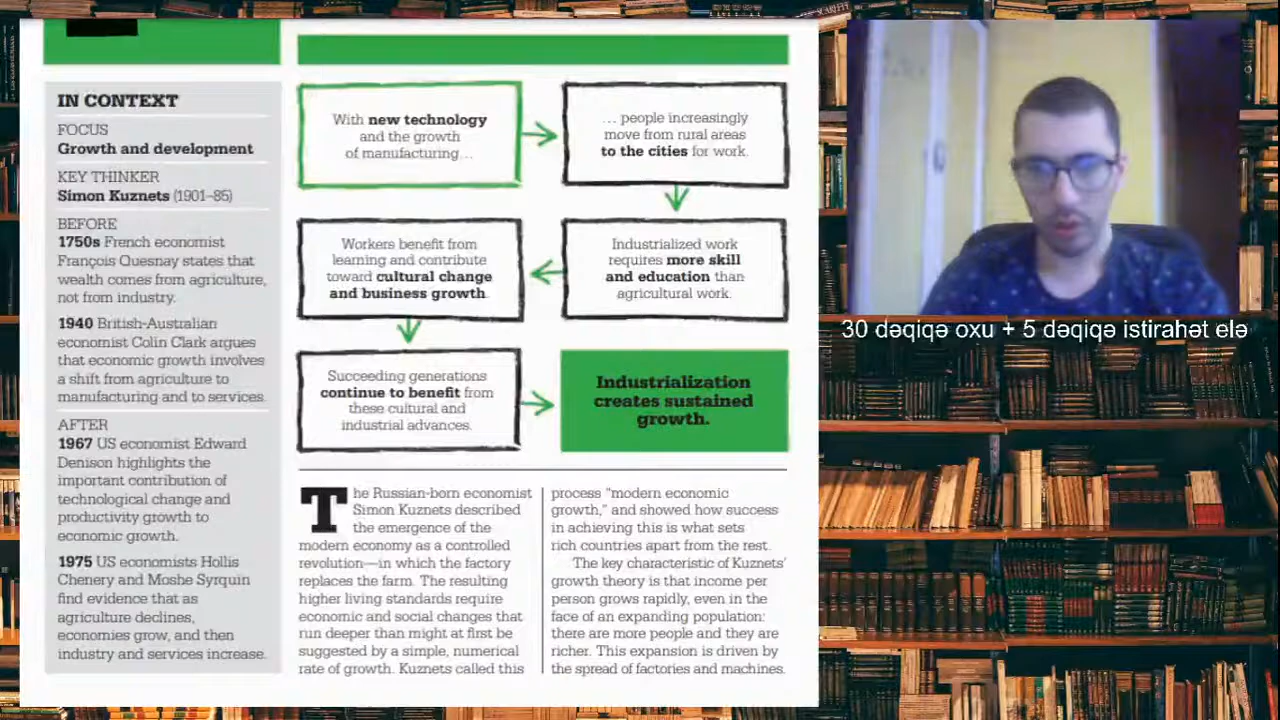 IN CONTEXT
FOCUS
Growth and development
KEY THINKER
Simon Kuznets (1901–85)
BEFORE
1750s French economist
François Quesnay states that
wealth comes from agriculture,
not from industry.
1940 British-Australian
economist Colin Clark argues
that economic growth involves
a shift from agriculture to
manufacturing and to services.
AFTER
1967 US economist Edward
Denison highlights the
important contribution of
technological change and
productivity growth to
economic growth.
1975 US economists Hollis
Chenery and Moshe Syrquin
find evidence that as
agriculture declines,
economies grow, and then
industry and services increase.
With new technology
and the growth
of manufacturing…
… people increasingly
move from rural areas
to the cities for work.
Industrialized work
requires more skill
and education than
agricultural work.
Workers benefit from
learning and contribute
toward cultural change
and business growth.
Succeeding generations
continue to benefit from
these cultural and
industrial advances.
Industrialization
creates sustained
growth.
The Russian-born economist
Simon Kuznets described
the emergence of the
modern economy as a controlled
revolution—in which the factory
replaces the farm. The resulting
higher living standards require
economic and social changes that
run deeper than might at first be
suggested by a simple, numerical
rate of growth. Kuznets called this
process "modern economic
growth," and showed how success
in achieving this is what sets
rich countries apart from the rest.
The key characteristic of Kuznets'
growth theory is that income per
person grows rapidly, even in the
face of an expanding population:
there are more people and they are
richer. This expansion is driven by
the spread of factories and machines.
30 dəqiqə oxu + 5 dəqiqə istirahət elə